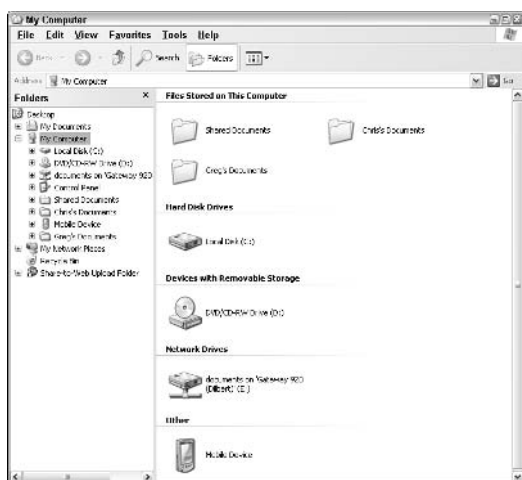 My Computer
File Edit View Favorites Tools Help
Back Search Folders
Address My Computer Go
Folders ×
Desktop
My Documents
My Computer
Local Disk (C:)
DVD/CD-RW Drive (D:)
documents on 'Gateway 920
Control Panel
Shared Documents
Chris's Documents
Mobile Device
Greg's Documents
My Network Places
Recycle Bin
Share-to-Web Upload Folder
Files Stored on This Computer
Shared Documents
Chris's Documents
Greg's Documents
Hard Disk Drives
Local Disk (C:)
Devices with Removable Storage
DVD/CD-RW Drive (D:)
Network Drives
documents on 'Gateway 920
(Dilbert)' (E:)
Other
Mobile Device